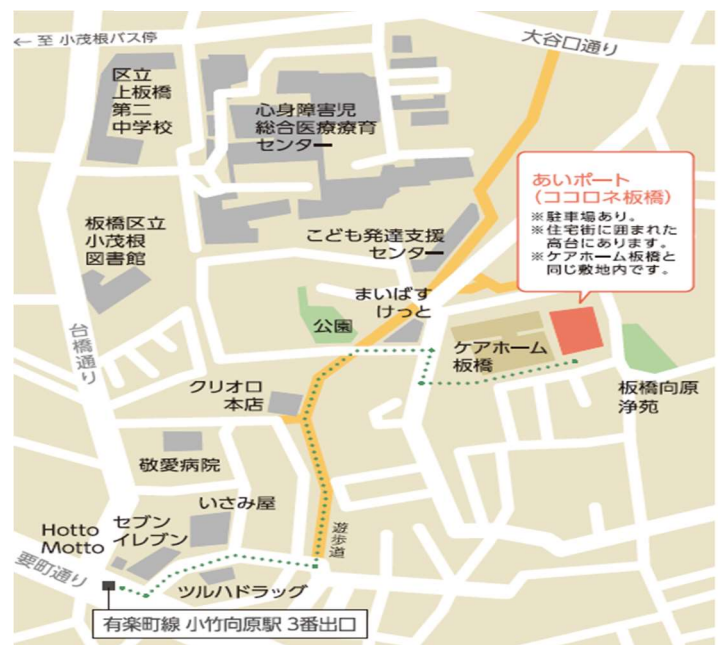 ← 至 小茂根バス停
大谷口通り
区立
上板橋
第二
中学校
心身障害児
総合医療療育
センター
あいポート
(ココロネ板橋)
※駐車場あり。
※住宅街に囲まれた
高台にあります。
※ケアホーム板橋と
同じ敷地内です。
板橋区立
小茂根
図書館
こども発達支援
センター
まいばす
けっと
公園
台橋通り
ケアホーム
板橋
クリオロ
本店
板橋向原
浄苑
敬愛病院
いさみ屋
遊歩道
Hotto
Motto
セブン
イレブン
要町通り
ツルハドラッグ
有楽町線 小竹向原駅 3番出口